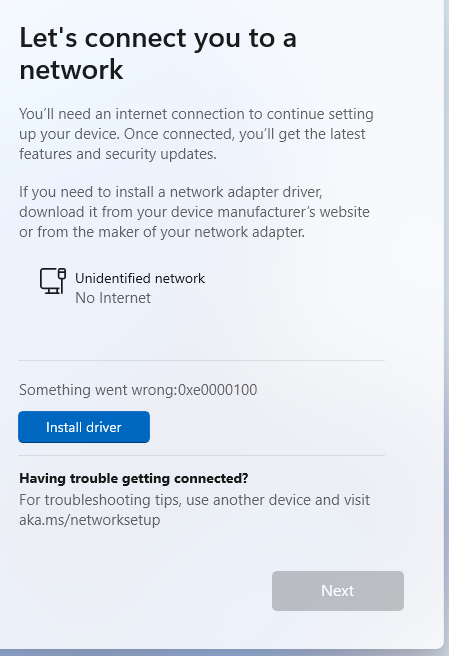 Let's connect you to a
network
You’ll need an internet connection to continue setting
up your device. Once connected, you’ll get the latest
features and security updates.
If you need to install a network adapter driver,
download it from your device manufacturer’s website
or from the maker of your network adapter.
Unidentified network
No Internet
Something went wrong:0xe0000100
Install driver
Having trouble getting connected?
For troubleshooting tips, use another device and visit
aka.ms/networksetup
Next